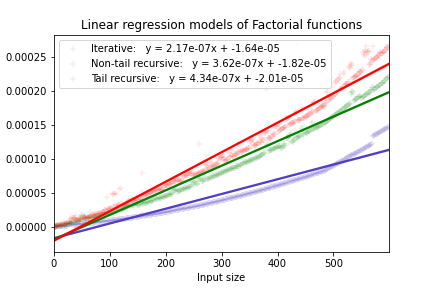 Linear regression models of Factorial functions
Iterative: y = 2.17e-07x + -1.64e-05
Non-tail recursive: y = 3.62e-07x + -1.82e-05
Tail recursive: y = 4.34e-07x + -2.01e-05
0.00025
0.00020
0.00015
0.00010
0.00005
0.00000
0 100 200 300 400 500
Input size